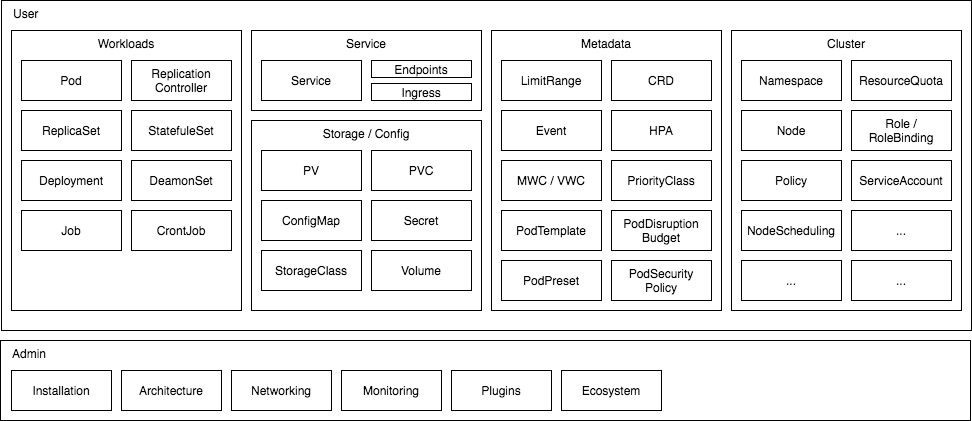 User
Workloads
Pod
Replication
Controller
ReplicaSet
StatefuleSet
Deployment
DeamonSet
Job
CrontJob
Service
Service
Endpoints
Ingress
Storage / Config
PV
PVC
ConfigMap
Secret
StorageClass
Volume
Metadata
LimitRange
CRD
Event
HPA
MWC / VWC
PriorityClass
PodTemplate
PodDisruption
Budget
PodPreset
PodSecurity
Policy
Cluster
Namespace
ResourceQuota
Node
Role /
RoleBinding
Policy
ServiceAccount
NodeScheduling
...
...
...
Admin
Installation
Architecture
Networking
Monitoring
Plugins
Ecosystem